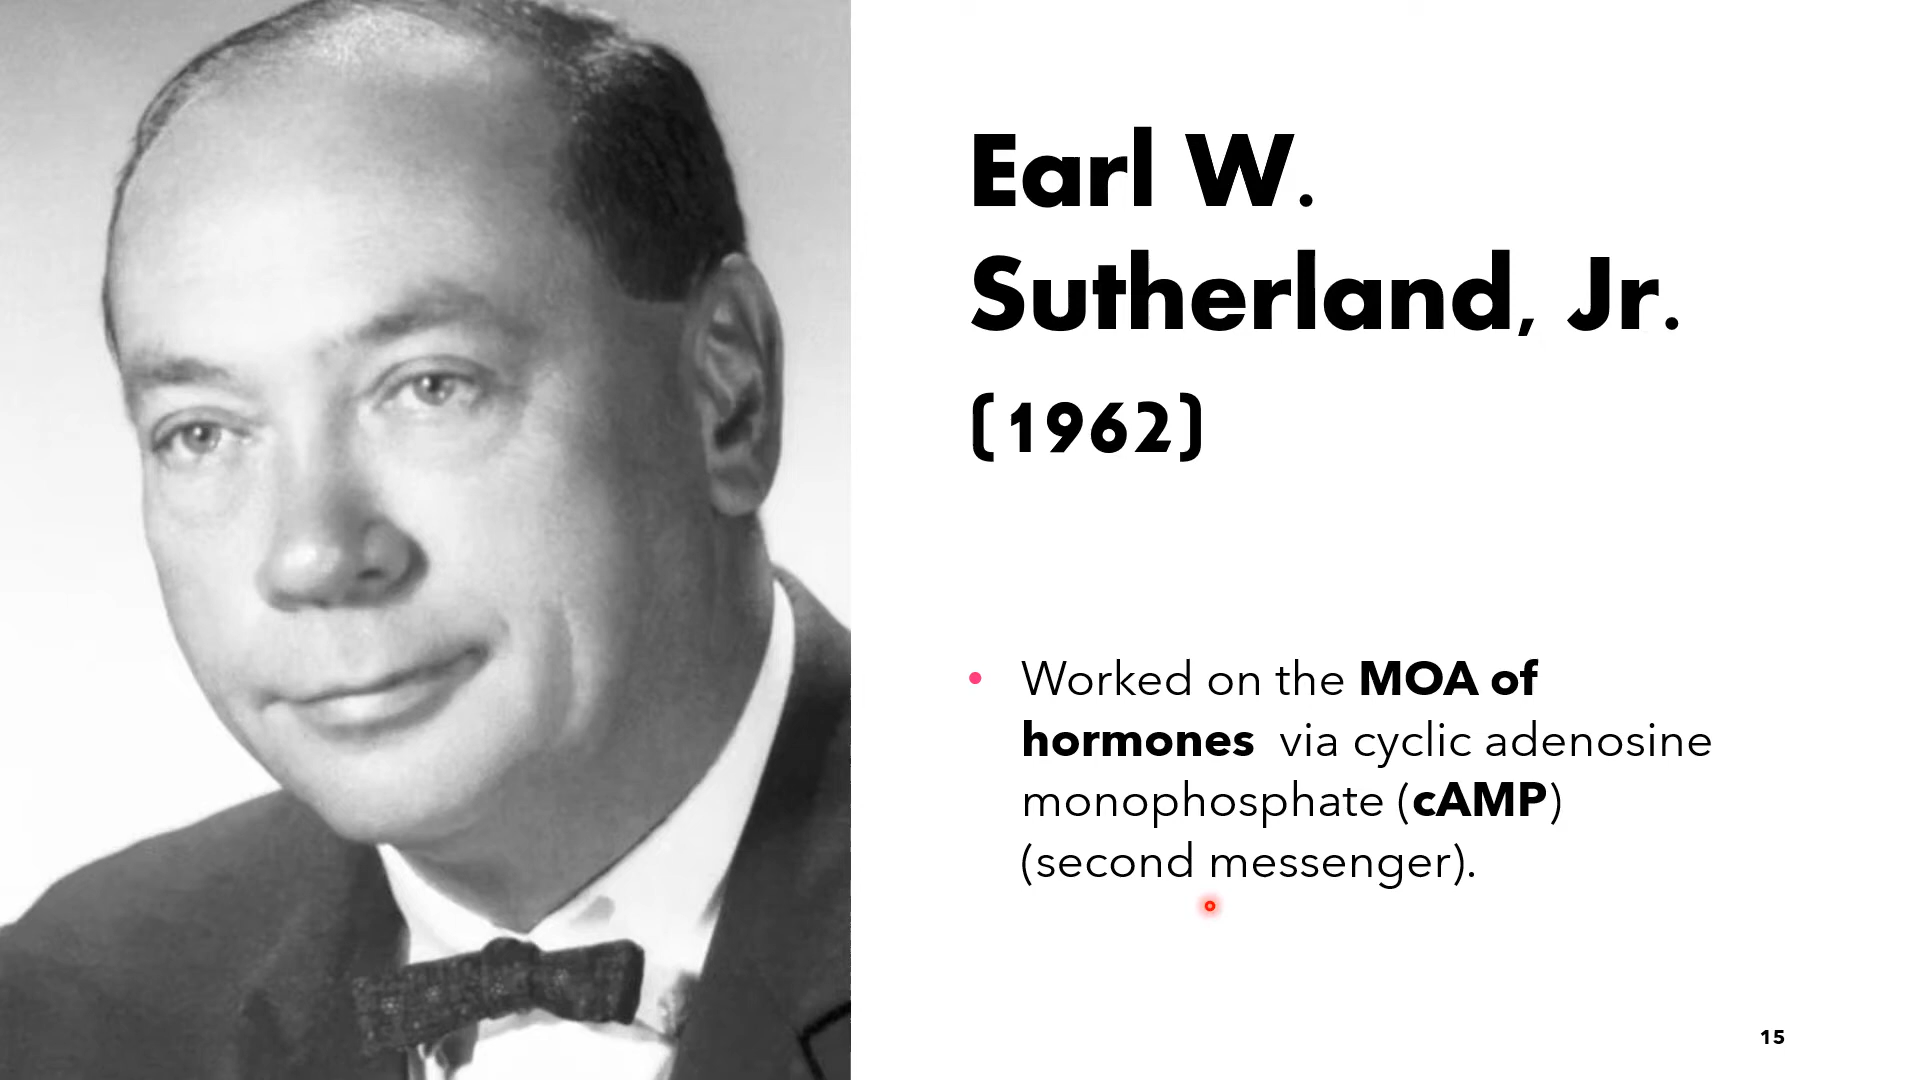 Earl W.
Sutherland, Jr.
(1962)
• Worked on the MOA of
hormones  via cyclic adenosine
monophosphate (cAMP)
(second messenger).
15